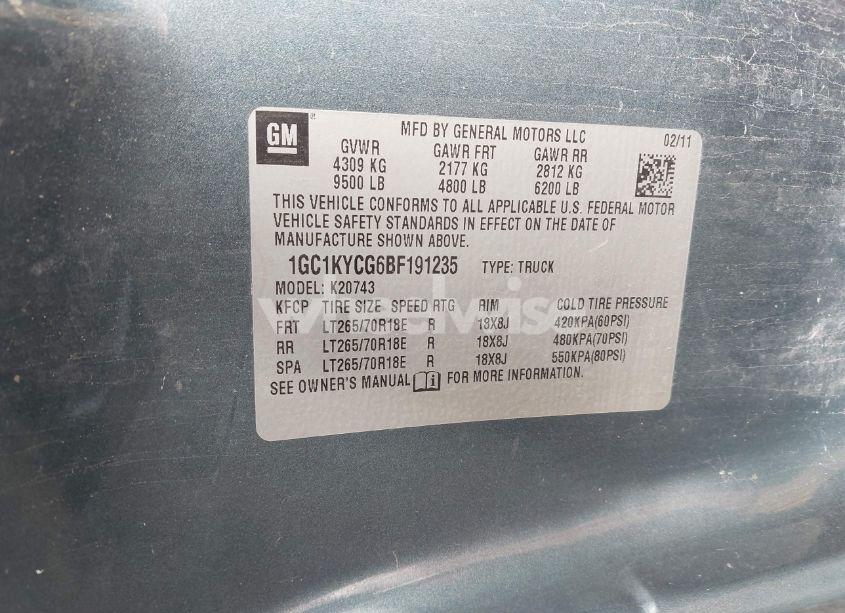 GM
MFD BY GENERAL MOTORS LLC 02/11
GVWR GAWR FRT GAWR RR
4309 KG 2177 KG 2812 KG
9500 LB 4800 LB 6200 LB
THIS VEHICLE CONFORMS TO ALL APPLICABLE U.S. FEDERAL MOTOR
VEHICLE SAFETY STANDARDS IN EFFECT ON THE DATE OF
MANUFACTURE SHOWN ABOVE.
1GC1KYCG6BF191235 TYPE: TRUCK
MODEL: K20743
KFCP TIRE SIZE SPEED RTG RIM COLD TIRE PRESSURE
FRT LT265/70R18E R 18X8J 420KPA(60PSI)
RR LT265/70R18E R 18X8J 480KPA(70PSI)
SPA LT265/70R18E R 18X8J 550KPA(80PSI)
SEE OWNER'S MANUAL FOR MORE INFORMATION.